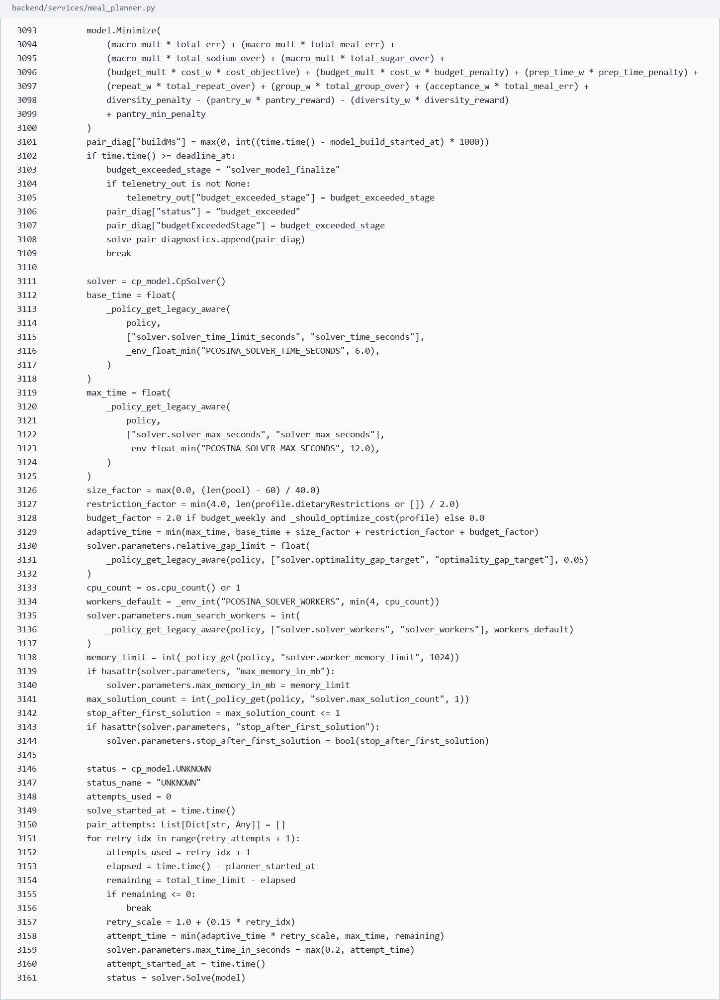 backend/services/meal_planner.py
3093        model.Minimize(
3094            (macro_mult * total_err) + (macro_mult * total_meal_err) +
3095            (macro_mult * total_sodium_over) + (macro_mult * total_sugar_over) +
3096            (budget_mult * cost_w * cost_objective) + (budget_mult * cost_w * budget_penalty) + (prep_time_w * prep_time_penalty) +
3097            (repeat_w * total_repeat_over) + (group_w * total_group_over) + (acceptance_w * total_meal_err) +
3098            diversity_penalty - (pantry_w * pantry_reward) - (diversity_w * diversity_reward)
3099            + pantry_min_penalty
3100        )
3101        pair_diag["buildMs"] = max(0, int((time.time() - model_build_started_at) * 1000))
3102        if time.time() >= deadline_at:
3103            budget_exceeded_stage = "solver_model_finalize"
3104            if telemetry_out is not None:
3105                telemetry_out["budget_exceeded_stage"] = budget_exceeded_stage
3106            pair_diag["status"] = "budget_exceeded"
3107            pair_diag["budgetExceededStage"] = budget_exceeded_stage
3108            solve_pair_diagnostics.append(pair_diag)
3109            break
3110
3111        solver = cp_model.CpSolver()
3112        base_time = float(
3113            _policy_get_legacy_aware(
3114                policy,
3115                ["solver.solver_time_limit_seconds", "solver_time_seconds"],
3116                _env_float_min("PCOSINA_SOLVER_TIME_SECONDS", 6.0),
3117            )
3118        )
3119        max_time = float(
3120            _policy_get_legacy_aware(
3121                policy,
3122                ["solver.solver_max_seconds", "solver_max_seconds"],
3123                _env_float_min("PCOSINA_SOLVER_MAX_SECONDS", 12.0),
3124            )
3125        )
3126        size_factor = max(0.0, (len(pool) - 60) / 40.0)
3127        restriction_factor = min(4.0, len(profile.dietaryRestrictions or []) / 2.0)
3128        budget_factor = 2.0 if budget_weekly and _should_optimize_cost(profile) else 0.0
3129        adaptive_time = min(max_time, base_time + size_factor + restriction_factor + budget_factor)
3130        solver.parameters.relative_gap_limit = float(
3131            _policy_get_legacy_aware(policy, ["solver.optimality_gap_target", "optimality_gap_target"], 0.05)
3132        )
3133        cpu_count = os.cpu_count() or 1
3134        workers_default = _env_int("PCOSINA_SOLVER_WORKERS", min(4, cpu_count))
3135        solver.parameters.num_search_workers = int(
3136            _policy_get_legacy_aware(policy, ["solver.solver_workers", "solver_workers"], workers_default)
3137        )
3138        memory_limit = int(_policy_get(policy, "solver.worker_memory_limit", 1024))
3139        if hasattr(solver.parameters, "max_memory_in_mb"):
3140            solver.parameters.max_memory_in_mb = memory_limit
3141        max_solution_count = int(_policy_get(policy, "solver.max_solution_count", 1))
3142        stop_after_first_solution = max_solution_count <= 1
3143        if hasattr(solver.parameters, "stop_after_first_solution"):
3144            solver.parameters.stop_after_first_solution = bool(stop_after_first_solution)
3145
3146        status = cp_model.UNKNOWN
3147        status_name = "UNKNOWN"
3148        attempts_used = 0
3149        solve_started_at = time.time()
3150        pair_attempts: List[Dict[str, Any]] = []
3151        for retry_idx in range(retry_attempts + 1):
3152            attempts_used = retry_idx + 1
3153            elapsed = time.time() - planner_started_at
3154            remaining = total_time_limit - elapsed
3155            if remaining <= 0:
3156                break
3157            retry_scale = 1.0 + (0.15 * retry_idx)
3158            attempt_time = min(adaptive_time * retry_scale, max_time, remaining)
3159            solver.parameters.max_time_in_seconds = max(0.2, attempt_time)
3160            attempt_started_at = time.time()
3161            status = solver.Solve(model)